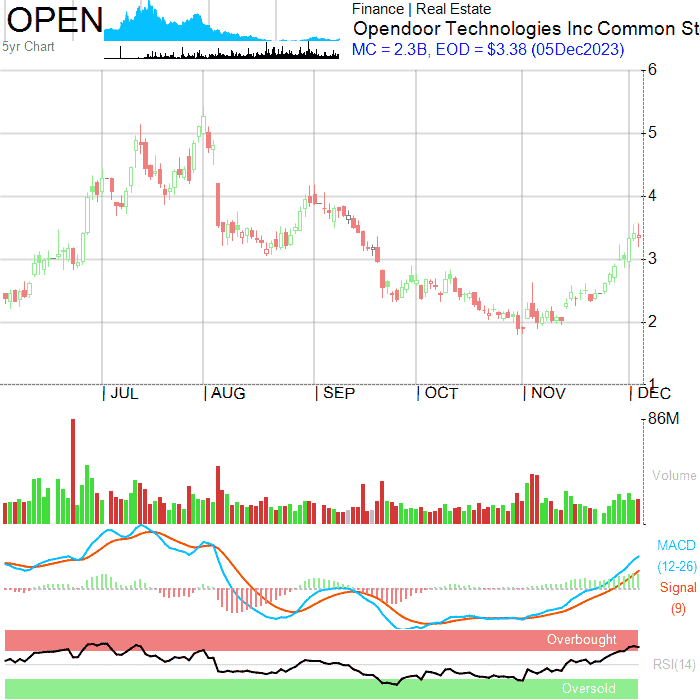 OPEN
5yr Chart
Finance | Real Estate
Opendoor Technologies Inc Common St
MC = 2.3B, EOD = $3.38 (05Dec2023)
6
5
4
3
2
1
| JUL | AUG | SEP | OCT | NOV | DEC
86M
Volume
MACD
(12-26)
Signal
(9)
Overbought
RSI(14)
Oversold